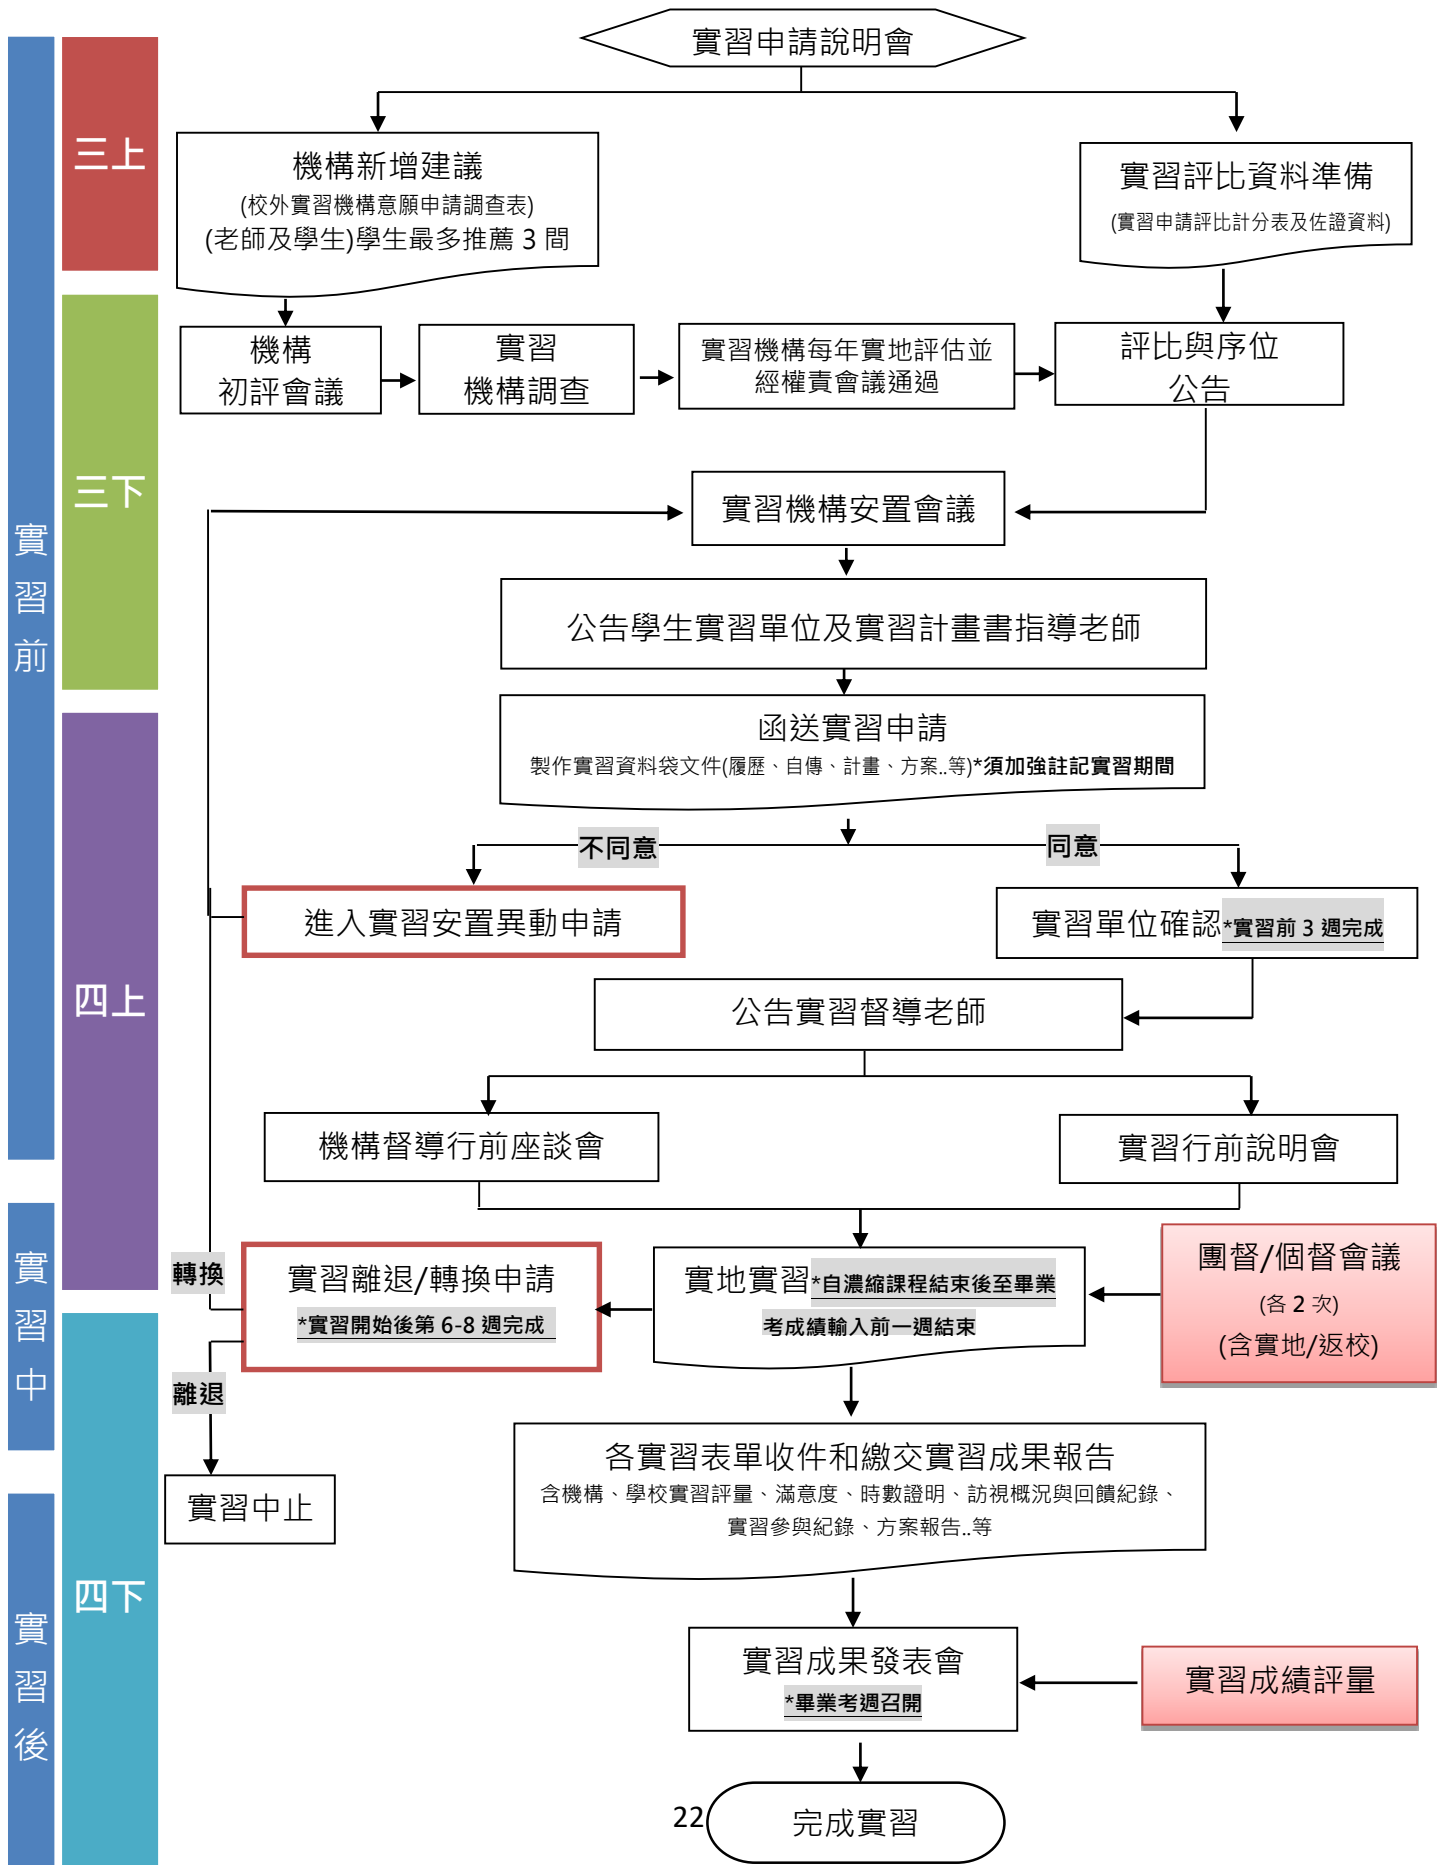 實習申請說明會
實習前
三上
機構新增建議
(校外實習機構意願申請調查表)
(老師及學生)學生最多推薦 3 間
實習評比資料準備
(實習申請評比計分表及佐證資料)
三下
機構
初評會議
實習
機構調查
實習機構每年實地評估並
經權責會議通過
評比與序位
公告
實習機構安置會議
公告學生實習單位及實習計畫書指導老師
四上
函送實習申請
製作實習資料袋文件(履歷、自傳、計畫、方案..等)*須加強註記實習期間
不同意
同意
進入實習安置異動申請
實習單位確認*實習前 3 週完成
公告實習督導老師
機構督導行前座談會
實習行前說明會
實習中
轉換
實習離退/轉換申請
*實習開始後第 6-8 週完成
實地實習*自濃縮課程結束後至畢業
考成績輸入前一週結束
團督/個督會議
(各 2 次)
(含實地/返校)
離退
實習中止
四下
各實習表單收件和繳交實習成果報告
含機構、學校實習評量、滿意度、時數證明、訪視概況與回饋紀錄、
實習參與紀錄、方案報告..等
實習後
實習成果發表會
*畢業考週召開
實習成績評量
22
完成實習